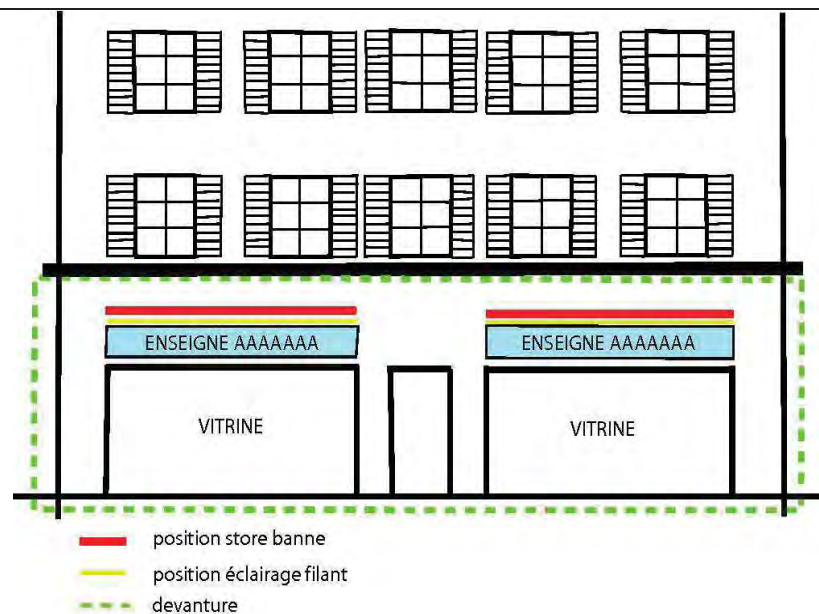 ENSEIGNE AAAAAAA
ENSEIGNE AAAAAAA
VITRINE
VITRINE
position store banne
position éclairage filant
devanture